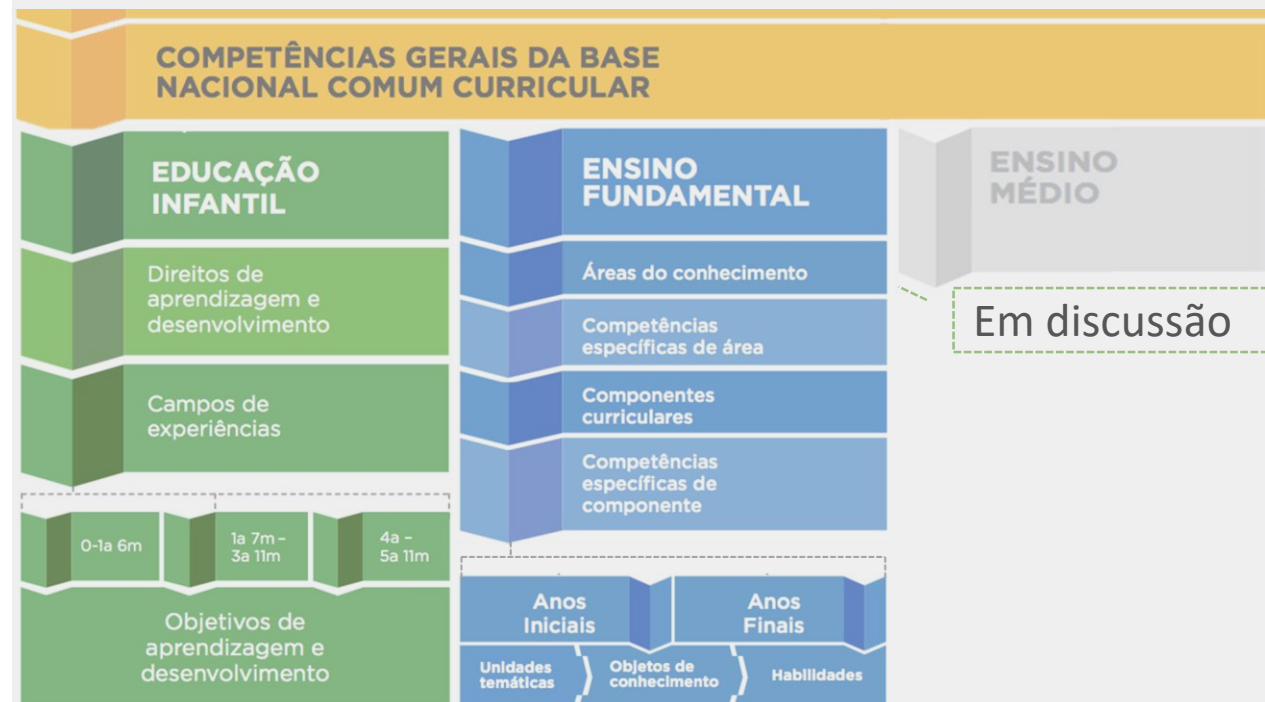 COMPETÊNCIAS GERAIS DA BASE
NACIONAL COMUM CURRICULAR
EDUCAÇÃO
INFANTIL
Direitos de
aprendizagem e
desenvolvimento
Campos de
experiências
0-1a 6m
1a 7m –
3a 11m
4a –
5a 11m
Objetivos de
aprendizagem e
desenvolvimento
ENSINO
FUNDAMENTAL
Áreas do conhecimento
Competências
específicas de área
Componentes
curriculares
Competências
específicas de
componente
Anos
Iniciais
Anos
Finais
Unidades
temáticas
Objetos de
conhecimento
Habilidades
ENSINO
MÉDIO
Em discussão